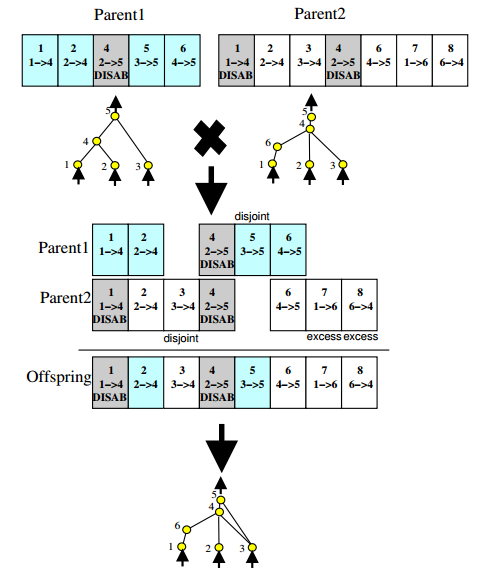 Parent1 Parent2
1 2 4 5 6 1 2 3 4 6 7 8
1->4 2->4 2->5 3->5 4->5 1->4 2->4 3->4 2->5 4->5 1->6 6->4
DISAB DISAB DISAB
5 5
4 4
6
1 2 3 1 2 3
disjoint
1 2 4 5 6
Parent1 1->4 2->4 2->5 3->5 4->5
DISAB
Parent2 1 2 3 4 6 7 8
1->4 2->4 3->4 2->5 4->5 1->6 6->4
DISAB DISAB
disjoint excess excess
Offspring 1 2 3 4 5 6 7 8
1->4 2->4 3->4 2->5 3->5 4->5 1->6 6->4
DISAB DISAB
5
4
6
1 2 3